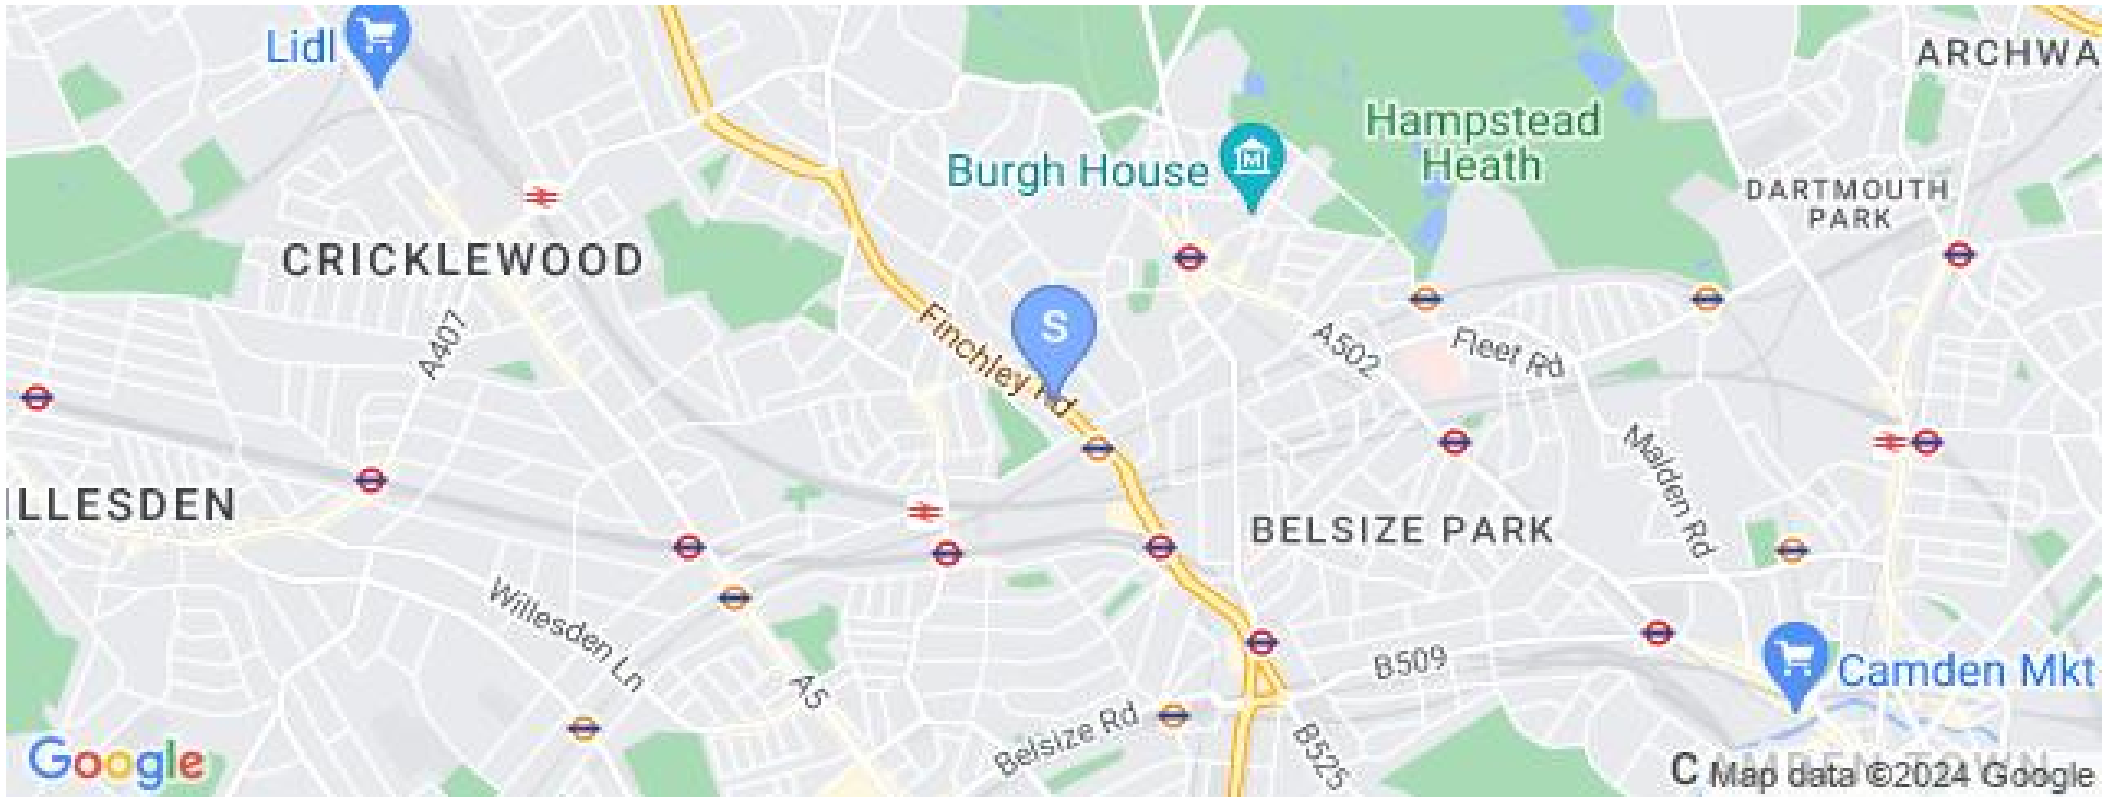 Lidl
ARCHWA
Hampstead
Heath
Burgh House
M
DARTMOUTH
PARK
CRICKLEWOOD
S
Finchley Rd
A407
A502
Fleet Rd
Malden Rd
ILLESDEN
BELSIZE PARK
Willesden Ln
A5
B509
Camden Mkt
Belsize Rd
B525
Google
C
Map data ©2024 Google